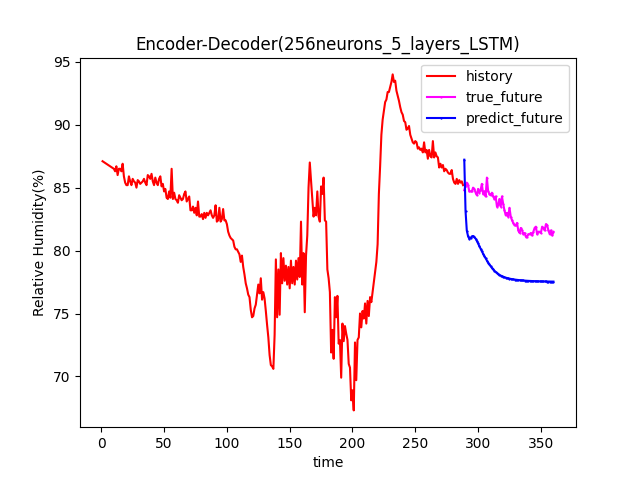 Encoder-Decoder(256neurons_5_layers_LSTM)
history
true_future
predict_future
Relative Humidity(%)
95
90
85
80
75
70
0 50 100 150 200 250 300 350
time